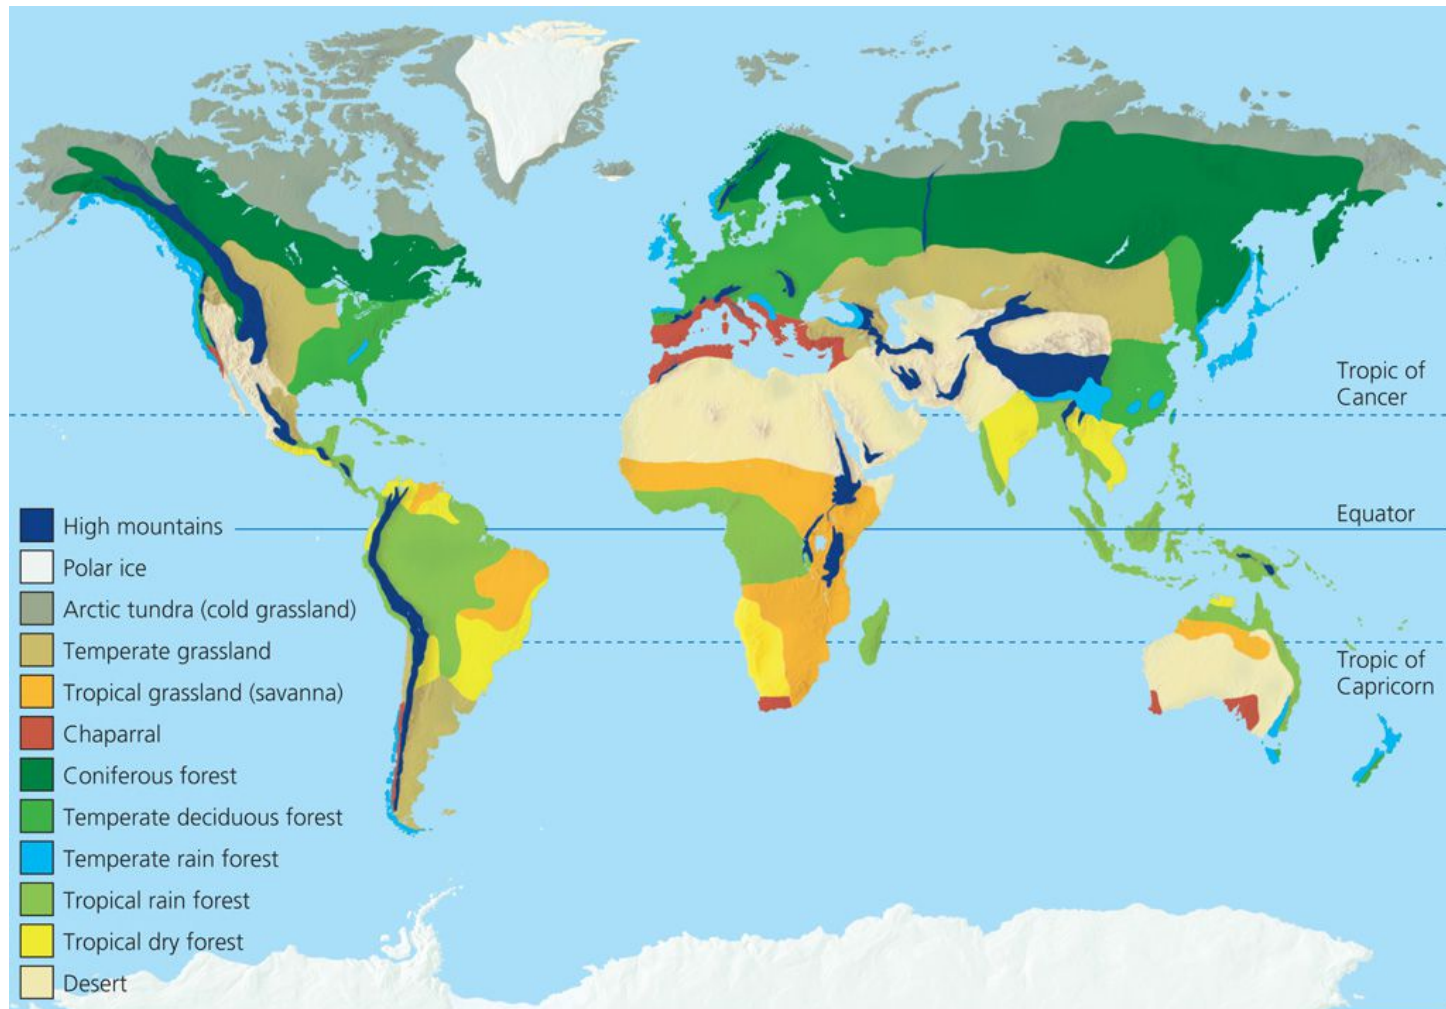 Tropic of
Cancer
Equator
Tropic of
Capricorn
High mountains
Polar ice
Arctic tundra (cold grassland)
Temperate grassland
Tropical grassland (savanna)
Chaparral
Coniferous forest
Temperate deciduous forest
Temperate rain forest
Tropical rain forest
Tropical dry forest
Desert